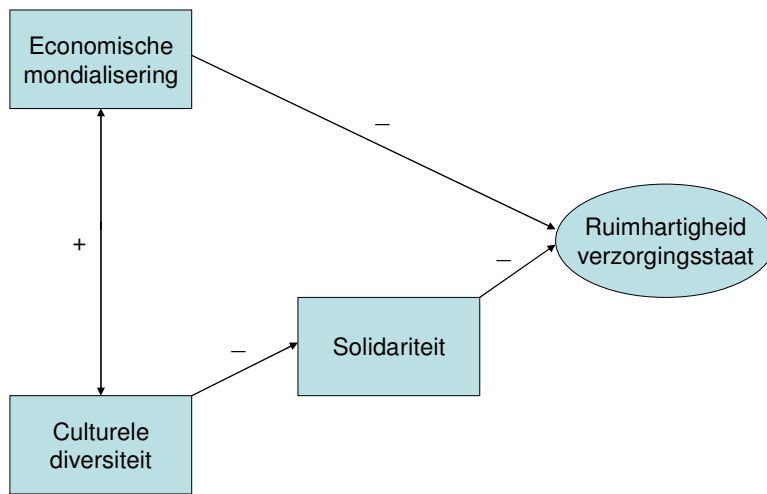 Economische
mondialisering
–
+
Ruimhartigheid
verzorgingsstaat
–
Solidariteit
–
Culturele
diversiteit